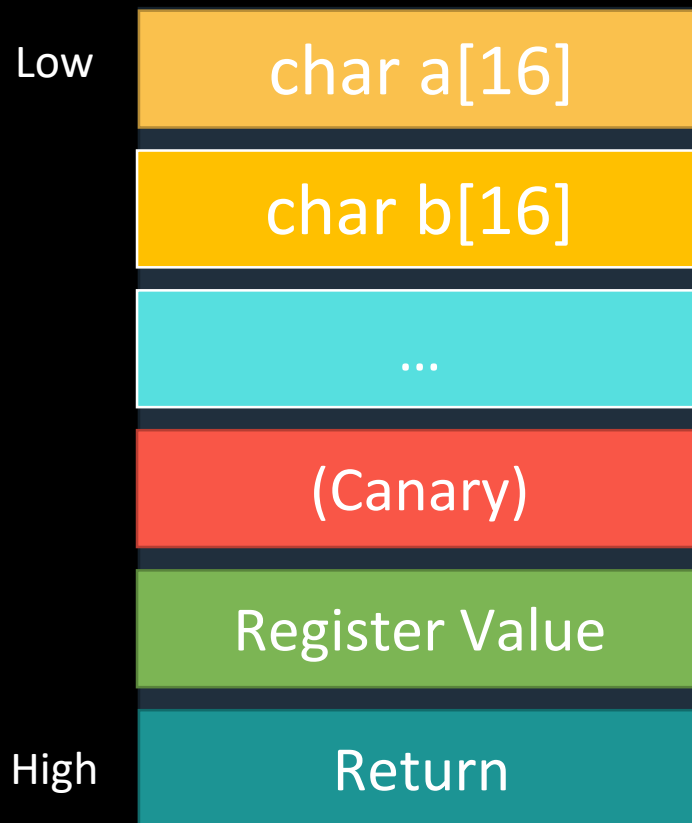 Low
char a[16]
char b[16]
...
(Canary)
Register Value
High
Return